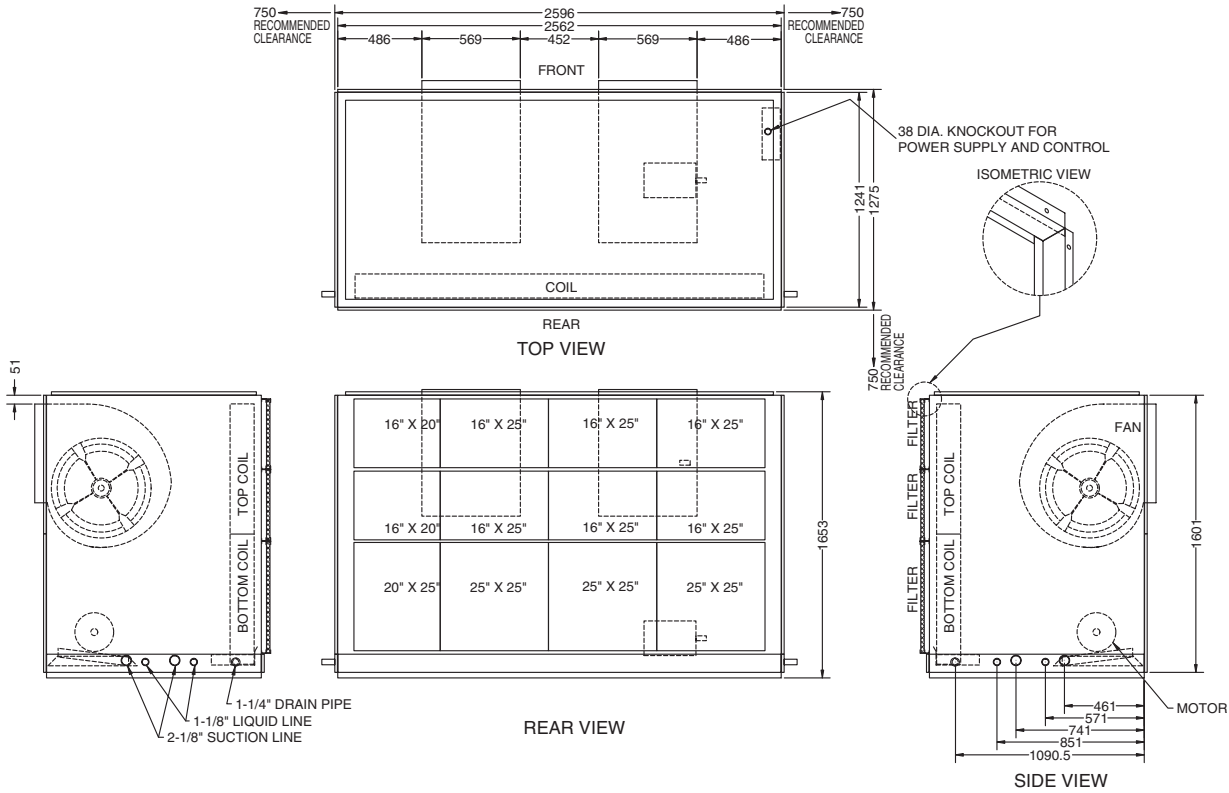 750
RECOMMENDED
CLEARANCE
2596
2562
750
RECOMMENDED
CLEARANCE
486
569
452
569
486
FRONT
38 DIA. KNOCKOUT FOR
POWER SUPPLY AND CONTROL
ISOMETRIC VIEW
1241
1275
COIL
REAR
TOP VIEW
750
RECOMMENDED
CLEARANCE
51
TOP COIL
BOTTOM COIL
1-1/4" DRAIN PIPE
1-1/8" LIQUID LINE
2-1/8" SUCTION LINE
16" X 20"
16" X 25"
16" X 25"
16" X 25"
16" X 20"
16" X 25"
16" X 25"
16" X 25"
20" X 25"
25" X 25"
25" X 25"
25" X 25"
1653
REAR VIEW
FILTER
FILTER
FILTER
TOP COIL
BOTTOM COIL
FAN
1601
461
571
741
851
1090.5
MOTOR
SIDE VIEW